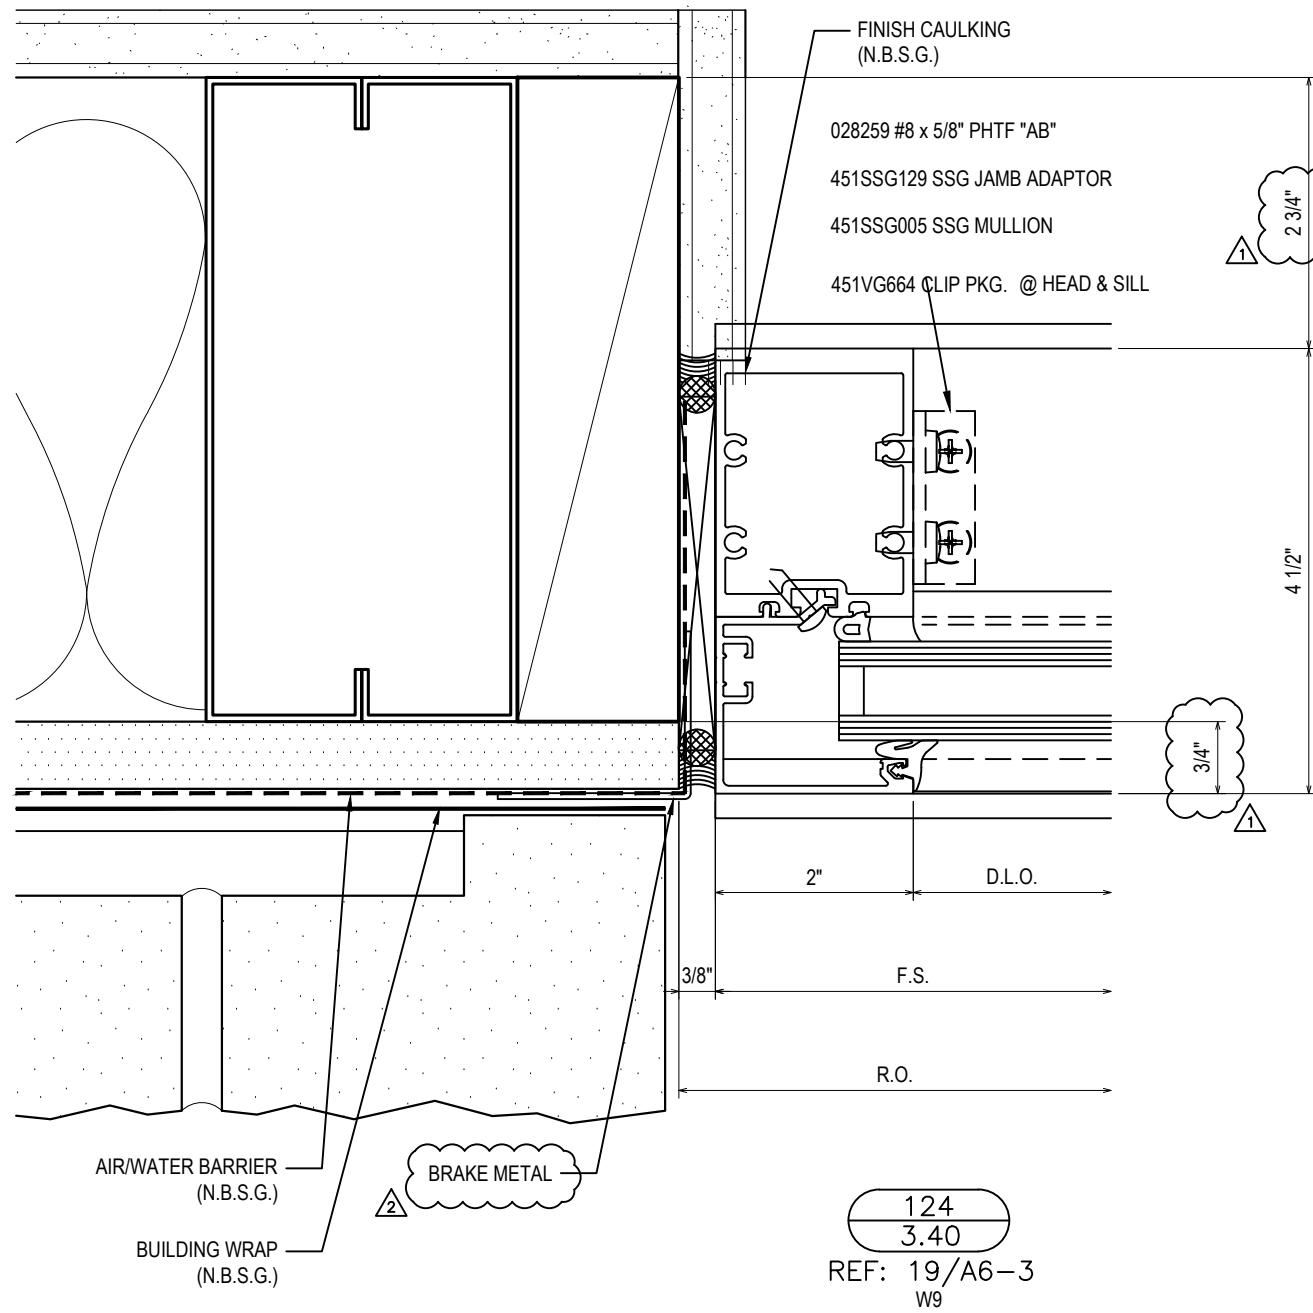 FINISH CAULKING
(N.B.S.G.)
028259 #8 x 5/8" PHTF "AB"
451SSG129 SSG JAMB ADAPTOR
451SSG005 SSG MULLION
451VG664 CLIP PKG. @ HEAD & SILL
2 3/4"
1
4 1/2"
3/4"
1
2"
D.L.O.
3/8"
F.S.
R.O.
AIR/WATER BARRIER
(N.B.S.G.)
BRAKE METAL
2
BUILDING WRAP
(N.B.S.G.)
124
3.40
REF: 19/A6-3
W9